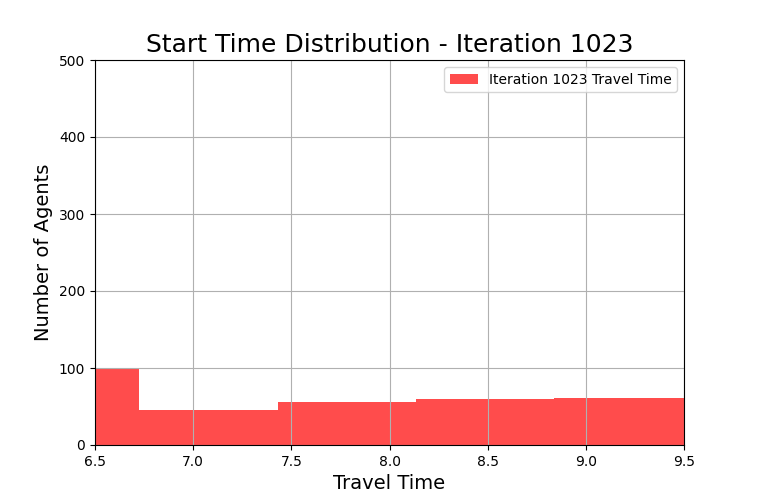 Start Time Distribution - Iteration 1023
Iteration 1023 Travel Time
Number of Agents
500
400
300
200
100
0
6.5 7.0 7.5 8.0 8.5 9.0 9.5
Travel Time